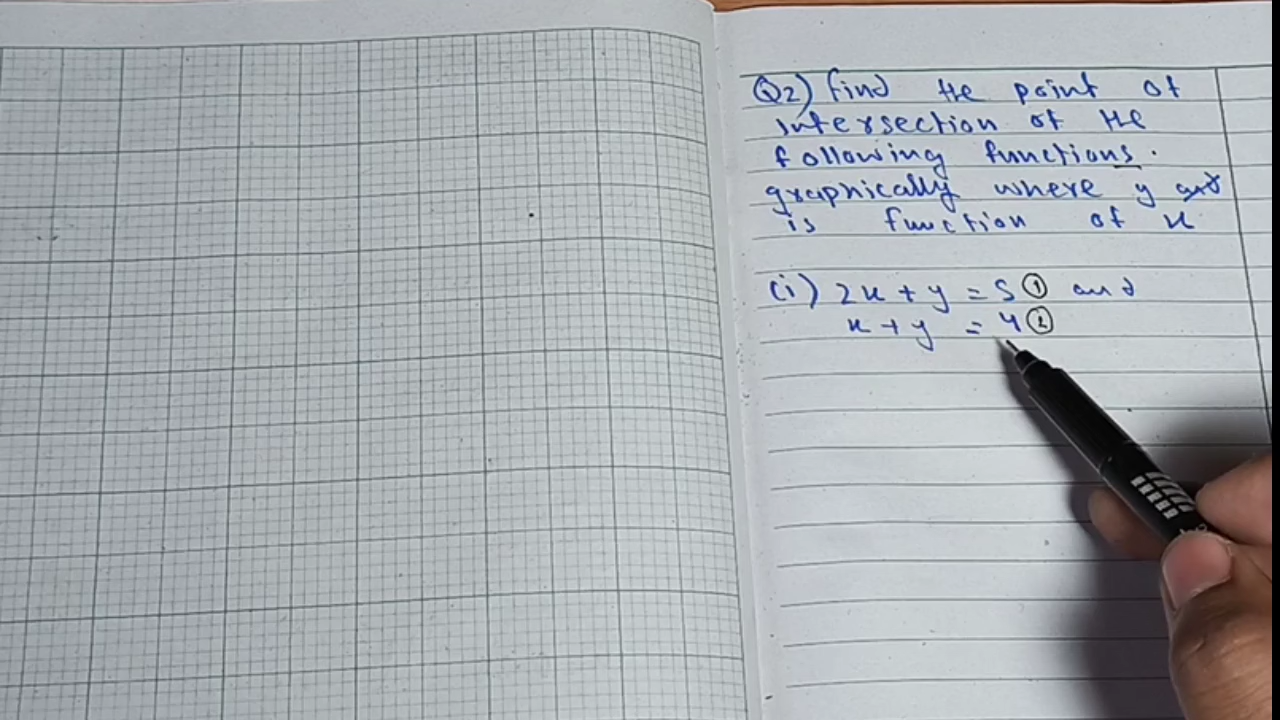 Q2) find the point of
intersection of the
following functions.
graphically where y and
is function of x
(i) 2x + y = 5 ① and
x + y = 4 ②